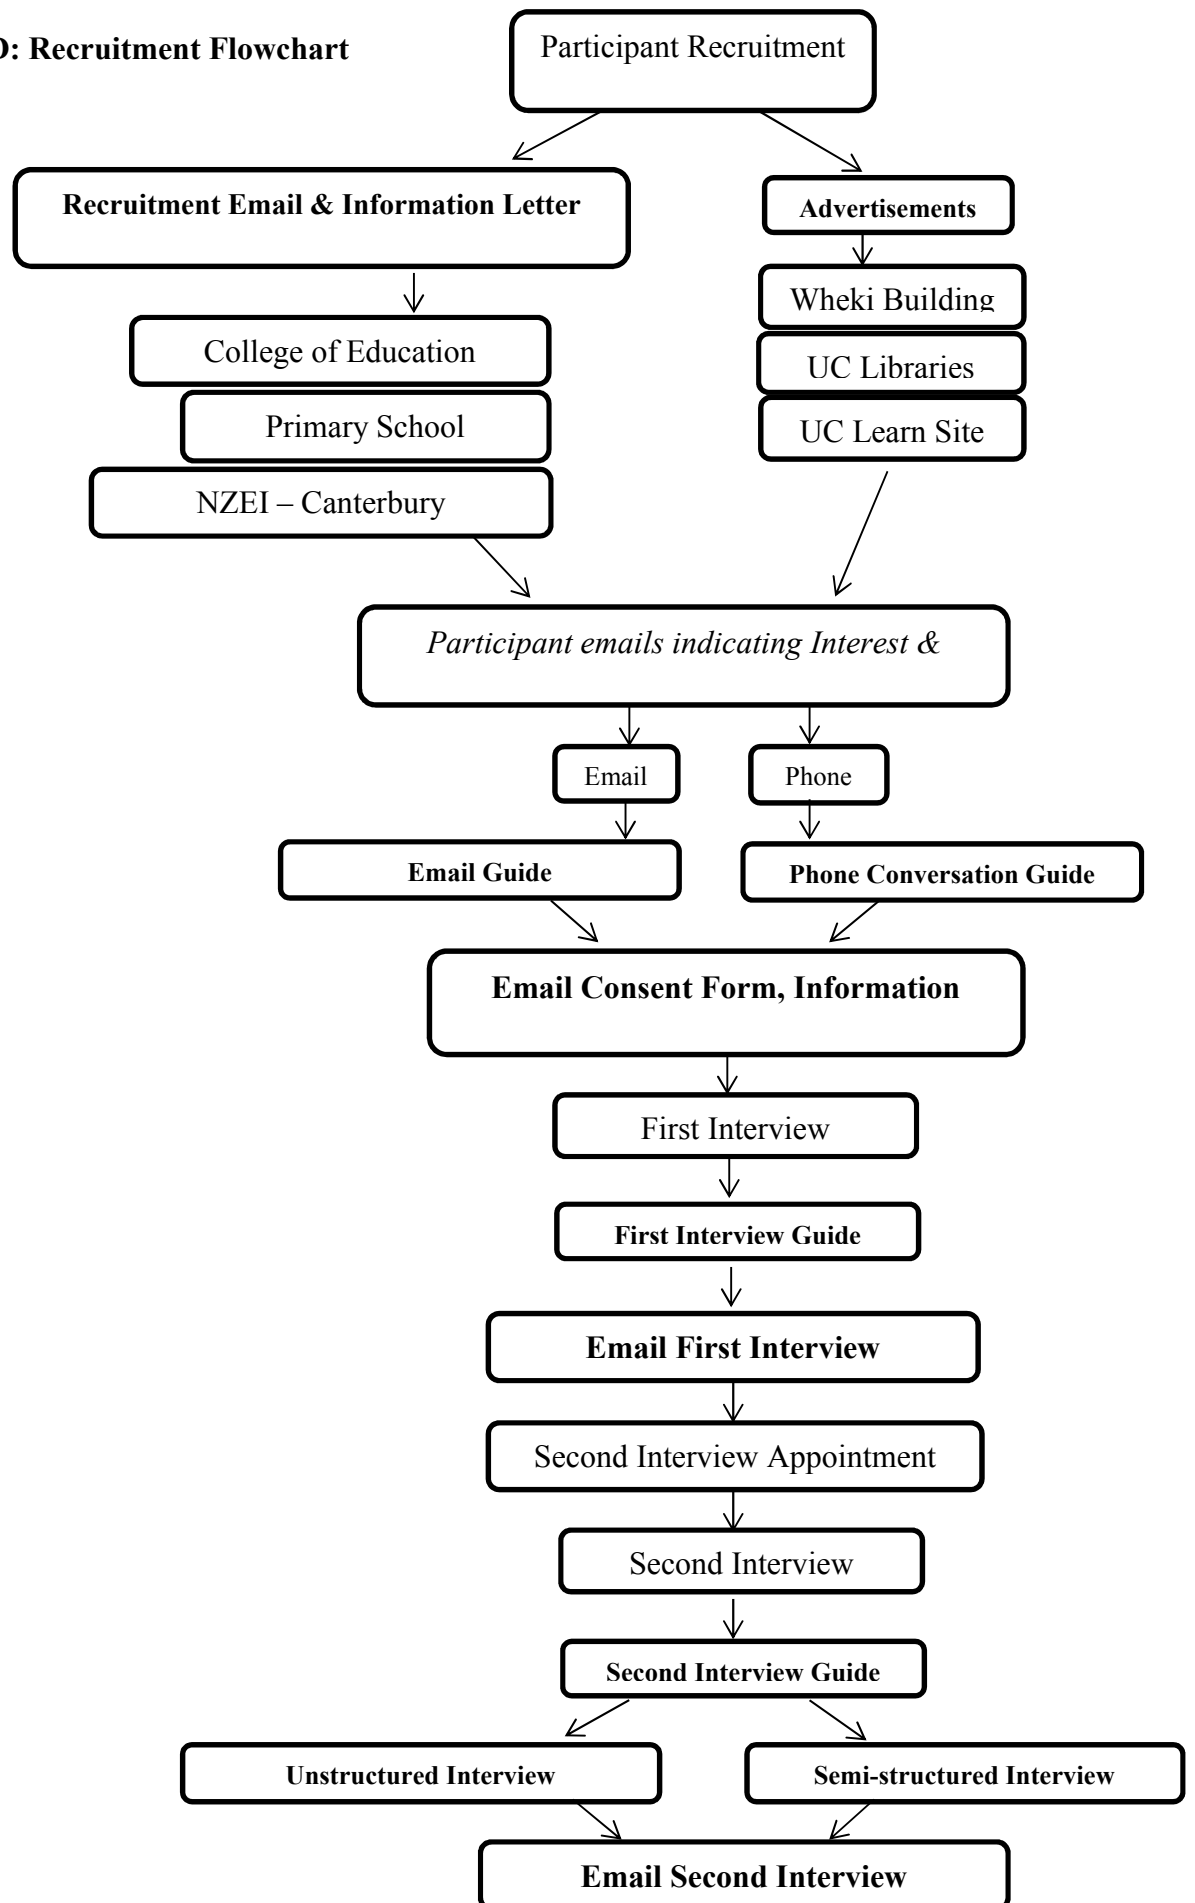 D: Recruitment Flowchart
Participant Recruitment
Recruitment Email & Information Letter
Advertisements
Wheki Building
College of Education
UC Libraries
Primary School
UC Learn Site
NZEI – Canterbury
Participant emails indicating Interest &
Email
Phone
Email Guide
Phone Conversation Guide
Email Consent Form, Information
First Interview
First Interview Guide
Email First Interview
Second Interview Appointment
Second Interview
Second Interview Guide
Unstructured Interview
Semi-structured Interview
Email Second Interview